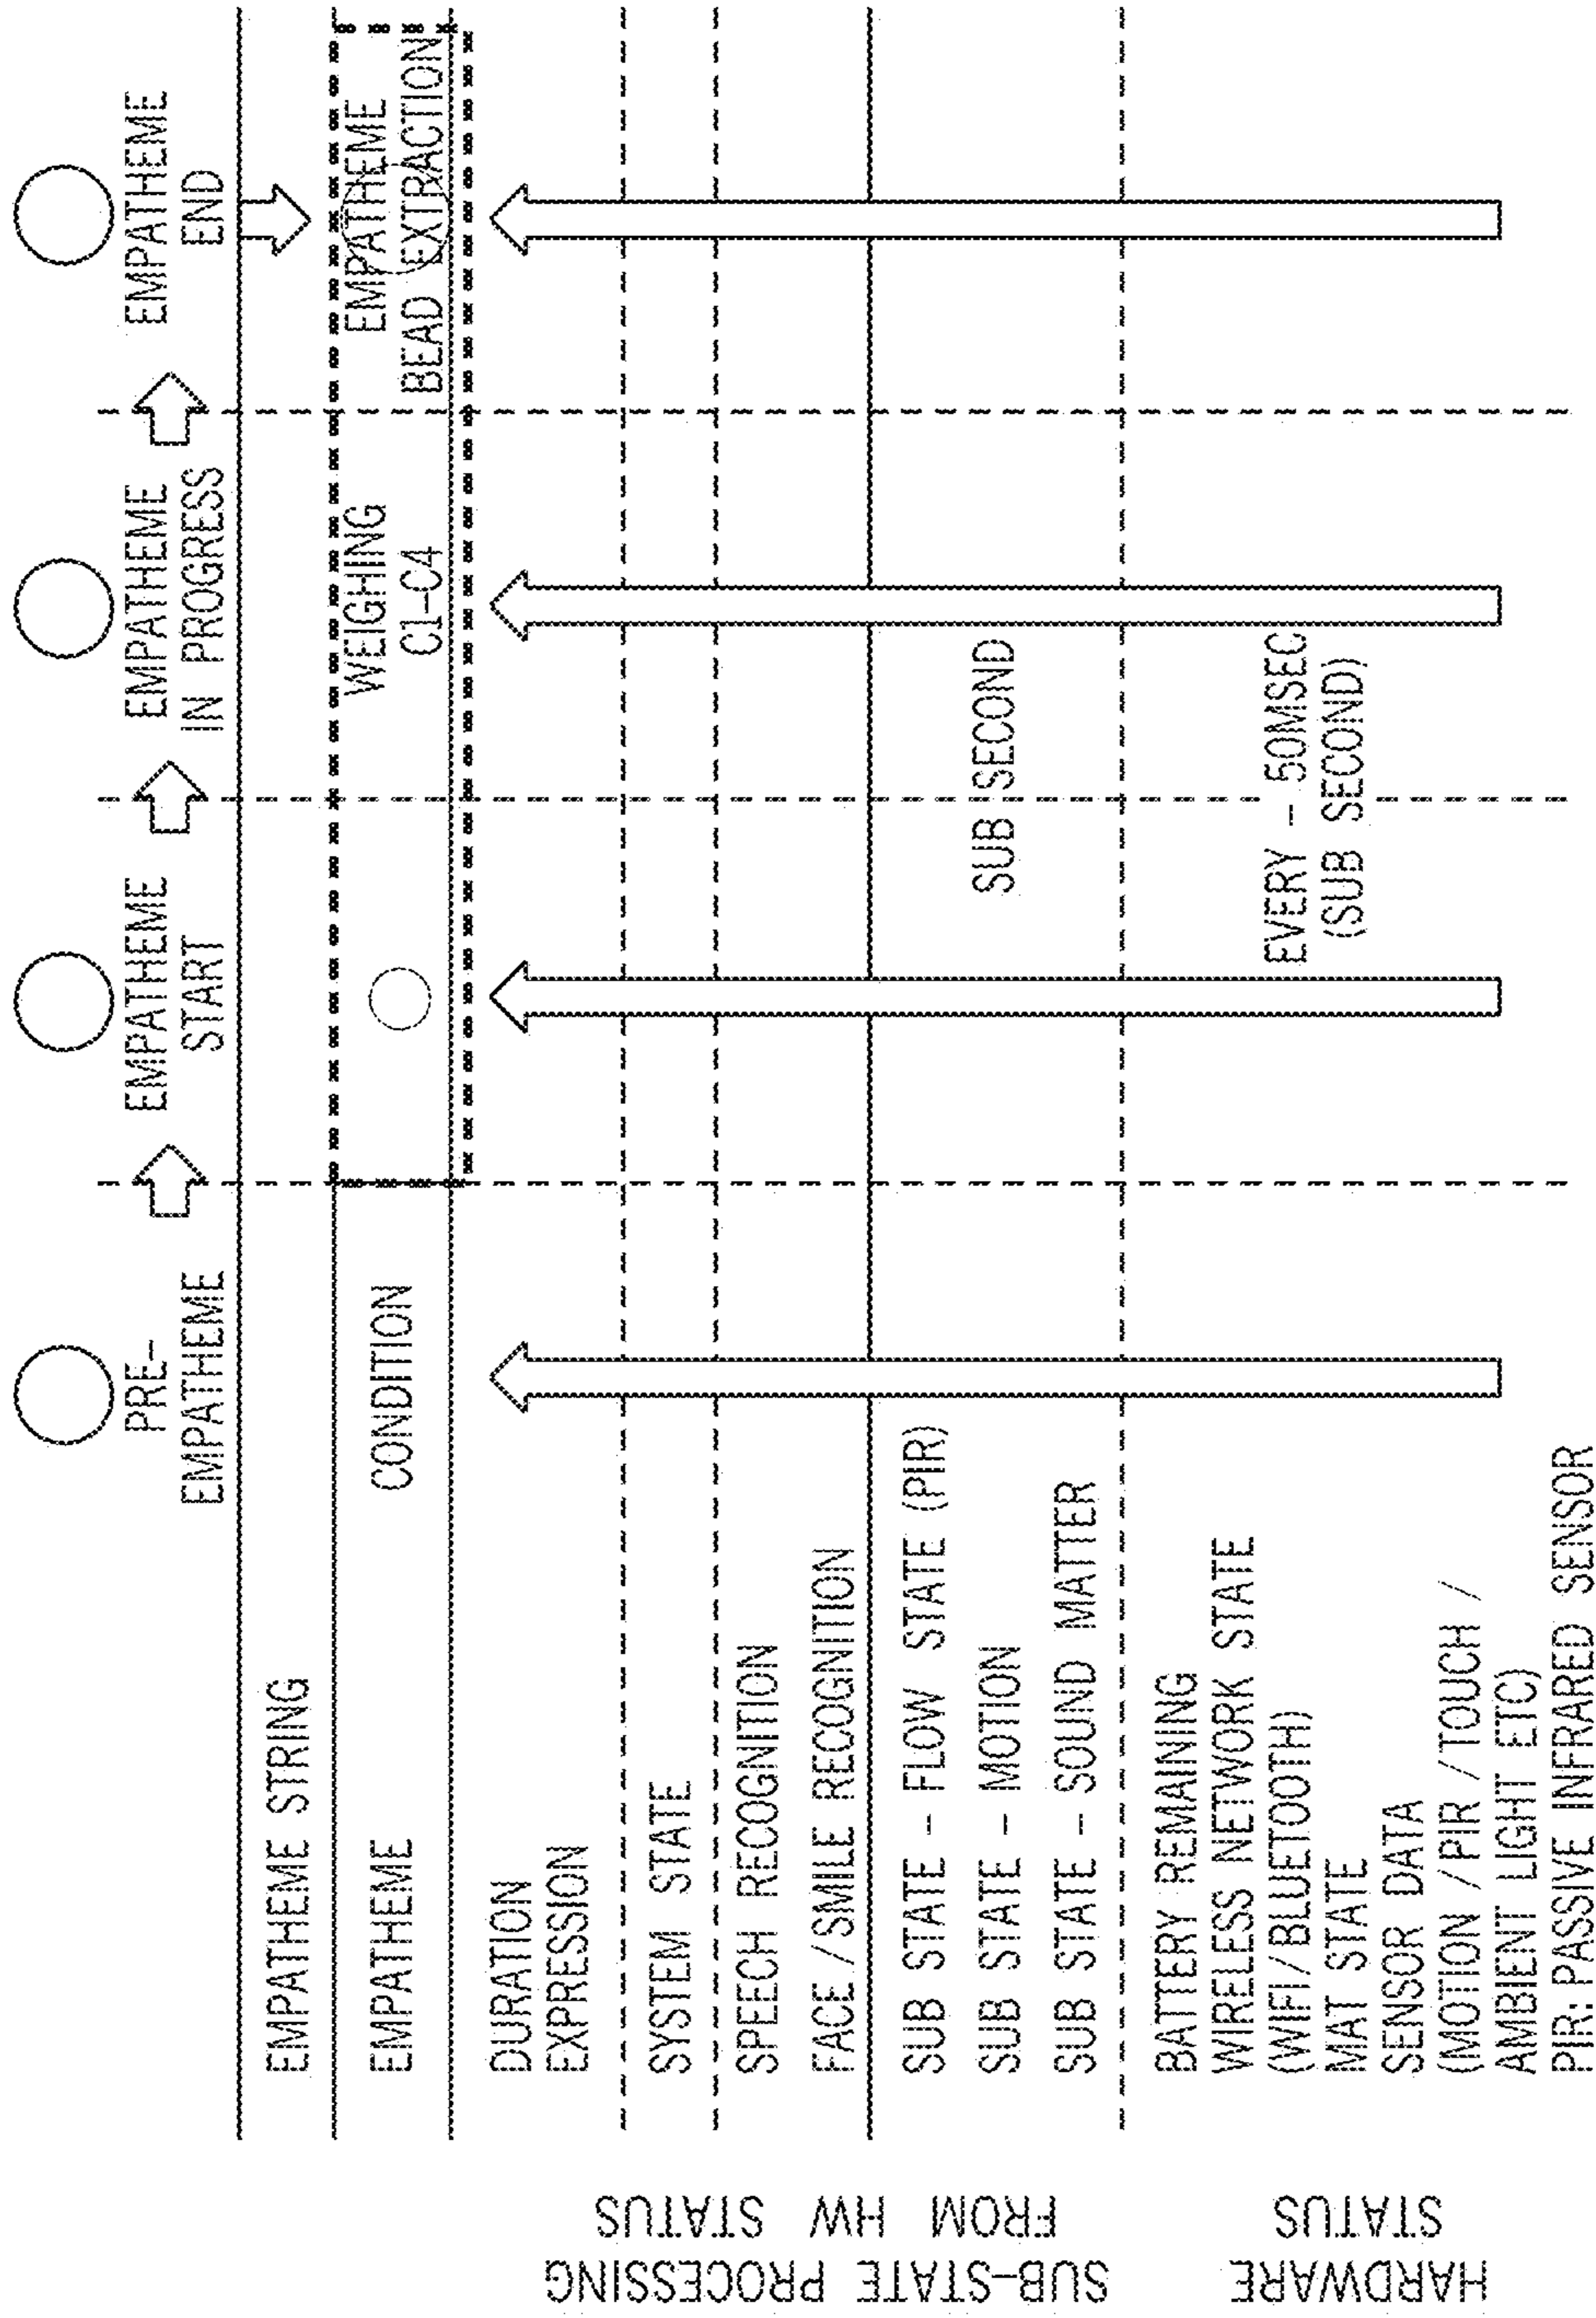 PRE-
EMPATHEME
EMPATHEME
START
EMPATHEME
IN PROGRESS
EMPATHEME
END
EMPATHEME STRING
EMPATHEME
CONDITION
WEIGHING
C1-C4
EMPATHEME
BEAD EXTRACTION
DURATION
EXPRESSION
SYSTEM STATE
SPEECH RECOGNITION
FACE/SMILE RECOGNITION
SUB STATE - FLOW STATE (PIR)
SUB STATE - MOTION
SUB STATE - SOUND MATTER
SUB SECOND
BATTERY REMAINING
WIRELESS NETWORK STATE
(WIFI/BLUETOOTH)
MAT STATE
SENSOR DATA
(MOTION/PIR/TOUCH/
AMBIENT LIGHT ETC)
PIR: PASSIVE INFRARED SENSOR
EVERY - 50MSEC
(SUB SECOND)
SUB-STATE PROCESSING
FROM HW STATUS
HARDWARE
STATUS